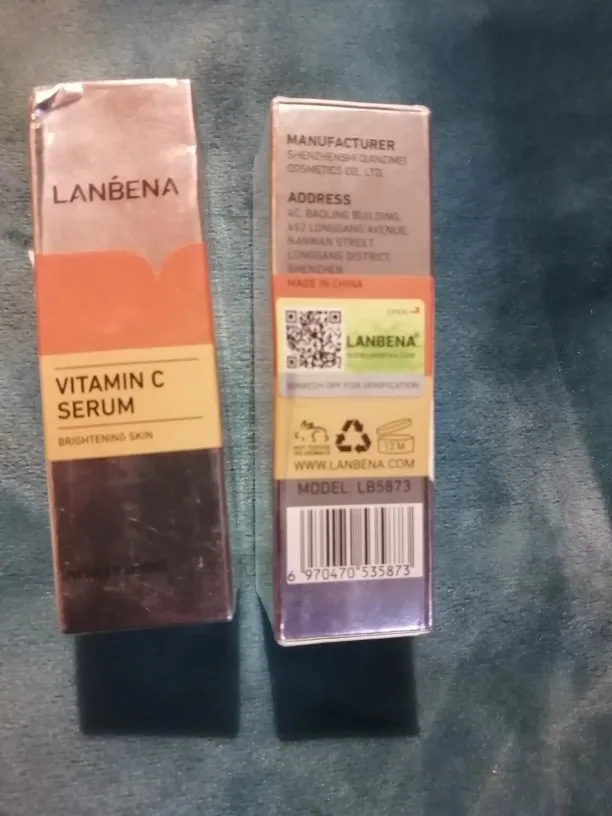 LANBENA
VITAMIN C
SERUM
BRIGHTENING SKIN
MANUFACTURER
SHENZHENSHI QIANZIMEI
COSMETICS CO., LTD.
ADDRESS
4C, BAOLING BUILDING,
452 LONGGANG AVENUE,
NANWAN STREET,
LONGGANG DISTRICT,
SHENZHEN
MADE IN CHINA
LANBENA®
SCRATCH OFF FOR VERIFICATION
12M
WWW.LANBENA.COM
MODEL: LB5873
6 970470 535873